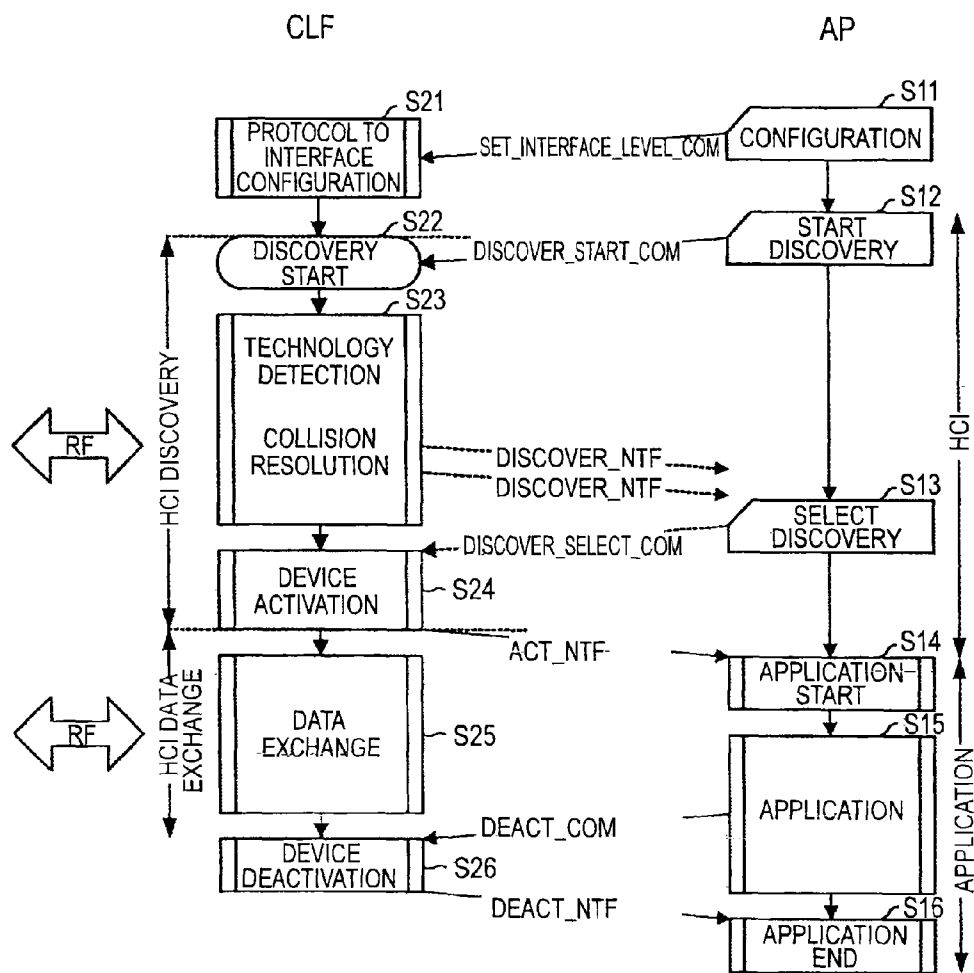 CLF
AP
S21
S11
PROTOCOL TO
INTERFACE
CONFIGURATION
SET_INTERFACE_LEVEL_COM
CONFIGURATION
S22
S12
DISCOVERY
START
DISCOVER_START_COM
START
DISCOVERY
S23
TECHNOLOGY
DETECTION
COLLISION
RESOLUTION
RF
HCI DISCOVERY
HCI
DISCOVER_NTF
DISCOVER_NTF
S13
SELECT
DISCOVERY
DISCOVER_SELECT_COM
DEVICE
ACTIVATION
S24
ACT_NTF
S14
APPLICATION
START
S15
RF
HCI DATA
EXCHANGE
DATA
EXCHANGE
S25
APPLICATION
APPLICATION
DEACT_COM
DEVICE
DEACTIVATION
S26
DEACT_NTF
S16
APPLICATION
END